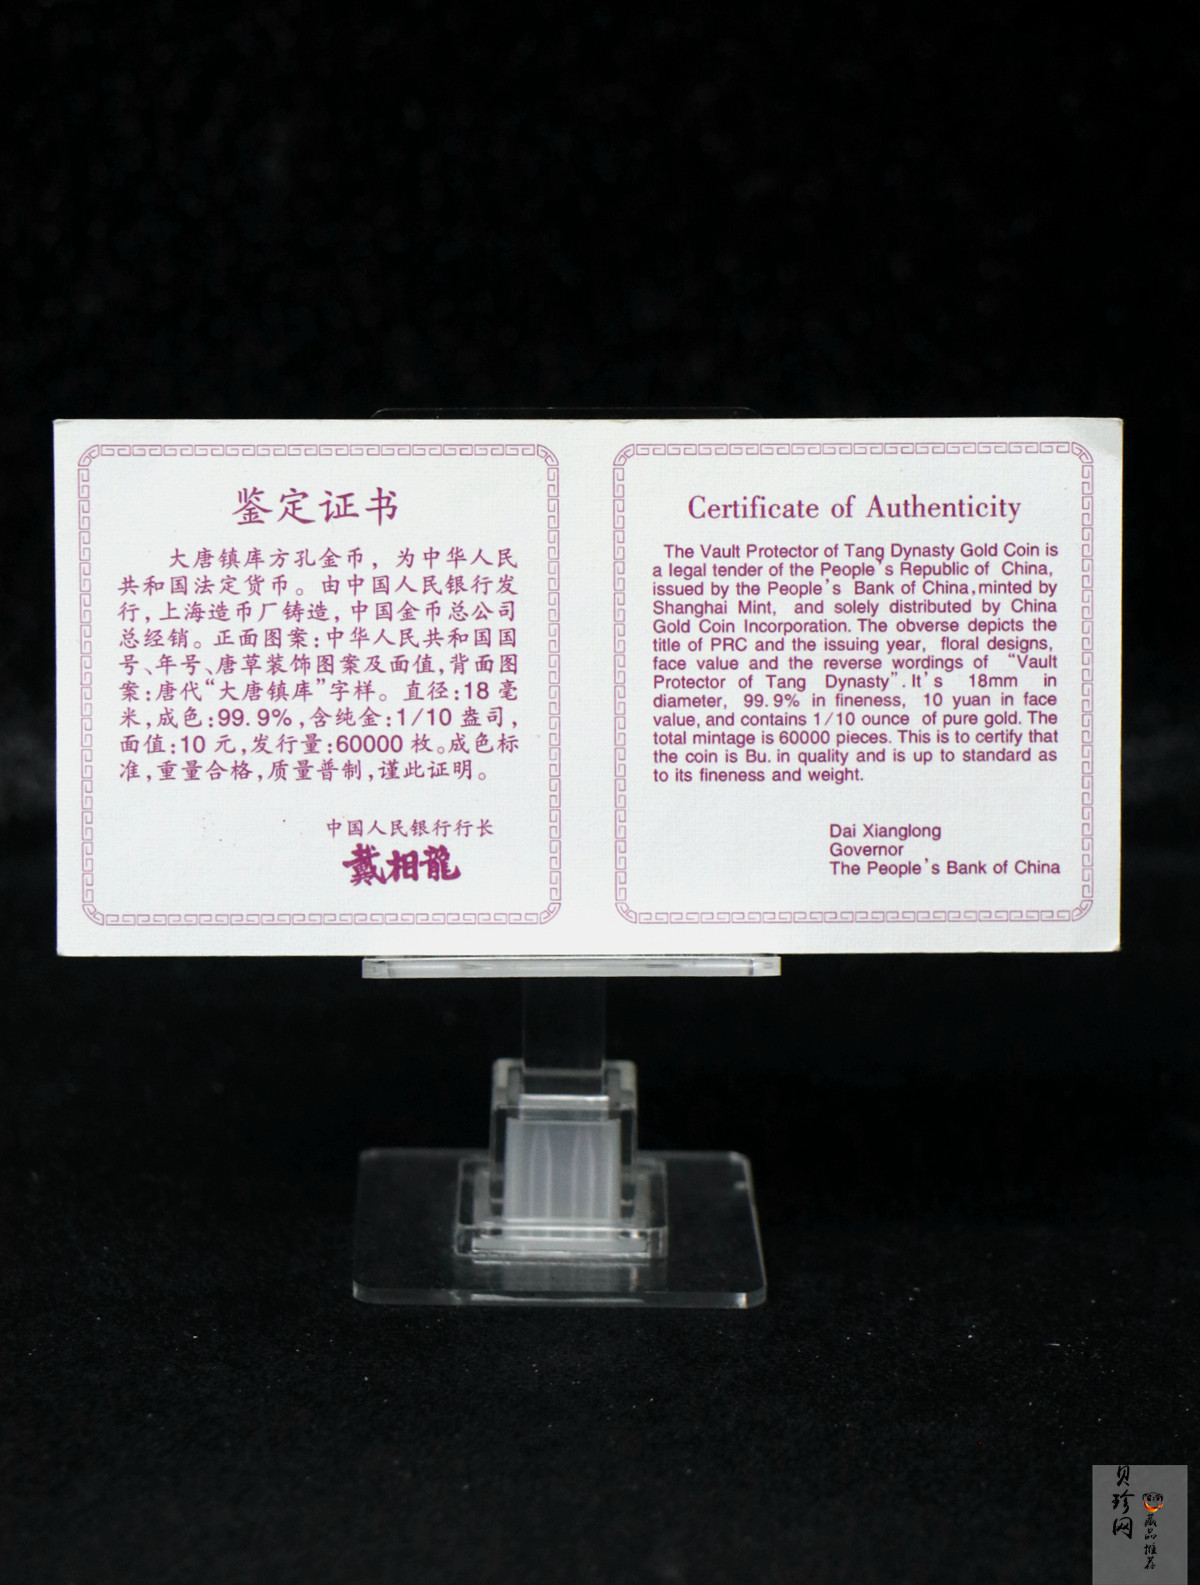 鉴定证书
大唐镇库方孔金币，为中华人民
共和国法定货币。由中国人民银行发
行，上海造币厂铸造，中国金币总公司
总经销。正面图案：中华人民共和国国
号、年号、唐草装饰图案及面值，背面图
案：唐代“大唐镇库”字样。直径：18 毫
米，成色：99.9%，含纯金：1/10 盎司，
面值：10 元，发行量：60000 枚。成色标
准，重量合格，质量普制，谨此证明。
中国人民银行行长
戴相龍
Certificate of Authenticity
The Vault Protector of Tang Dynasty Gold Coin is
a legal tender of the People's Republic of China,
issued by the People's Bank of China, minted by
Shanghai Mint, and solely distributed by China
Gold Coin Incorporation. The obverse depicts the
title of PRC and the issuing year, floral designs,
face value and the reverse wordings of “Vault
Protector of Tang Dynasty”. It's 18mm in
diameter, 99.9% in fineness, 10 yuan in face
value, and contains 1/10 ounce of pure gold. The
total mintage is 60000 pieces. This is to certify that
the coin is Bu. in quality and is up to standard as
to its fineness and weight.
Dai Xianglong
Governor
The People's Bank of China
贝珍网
藏品推荐